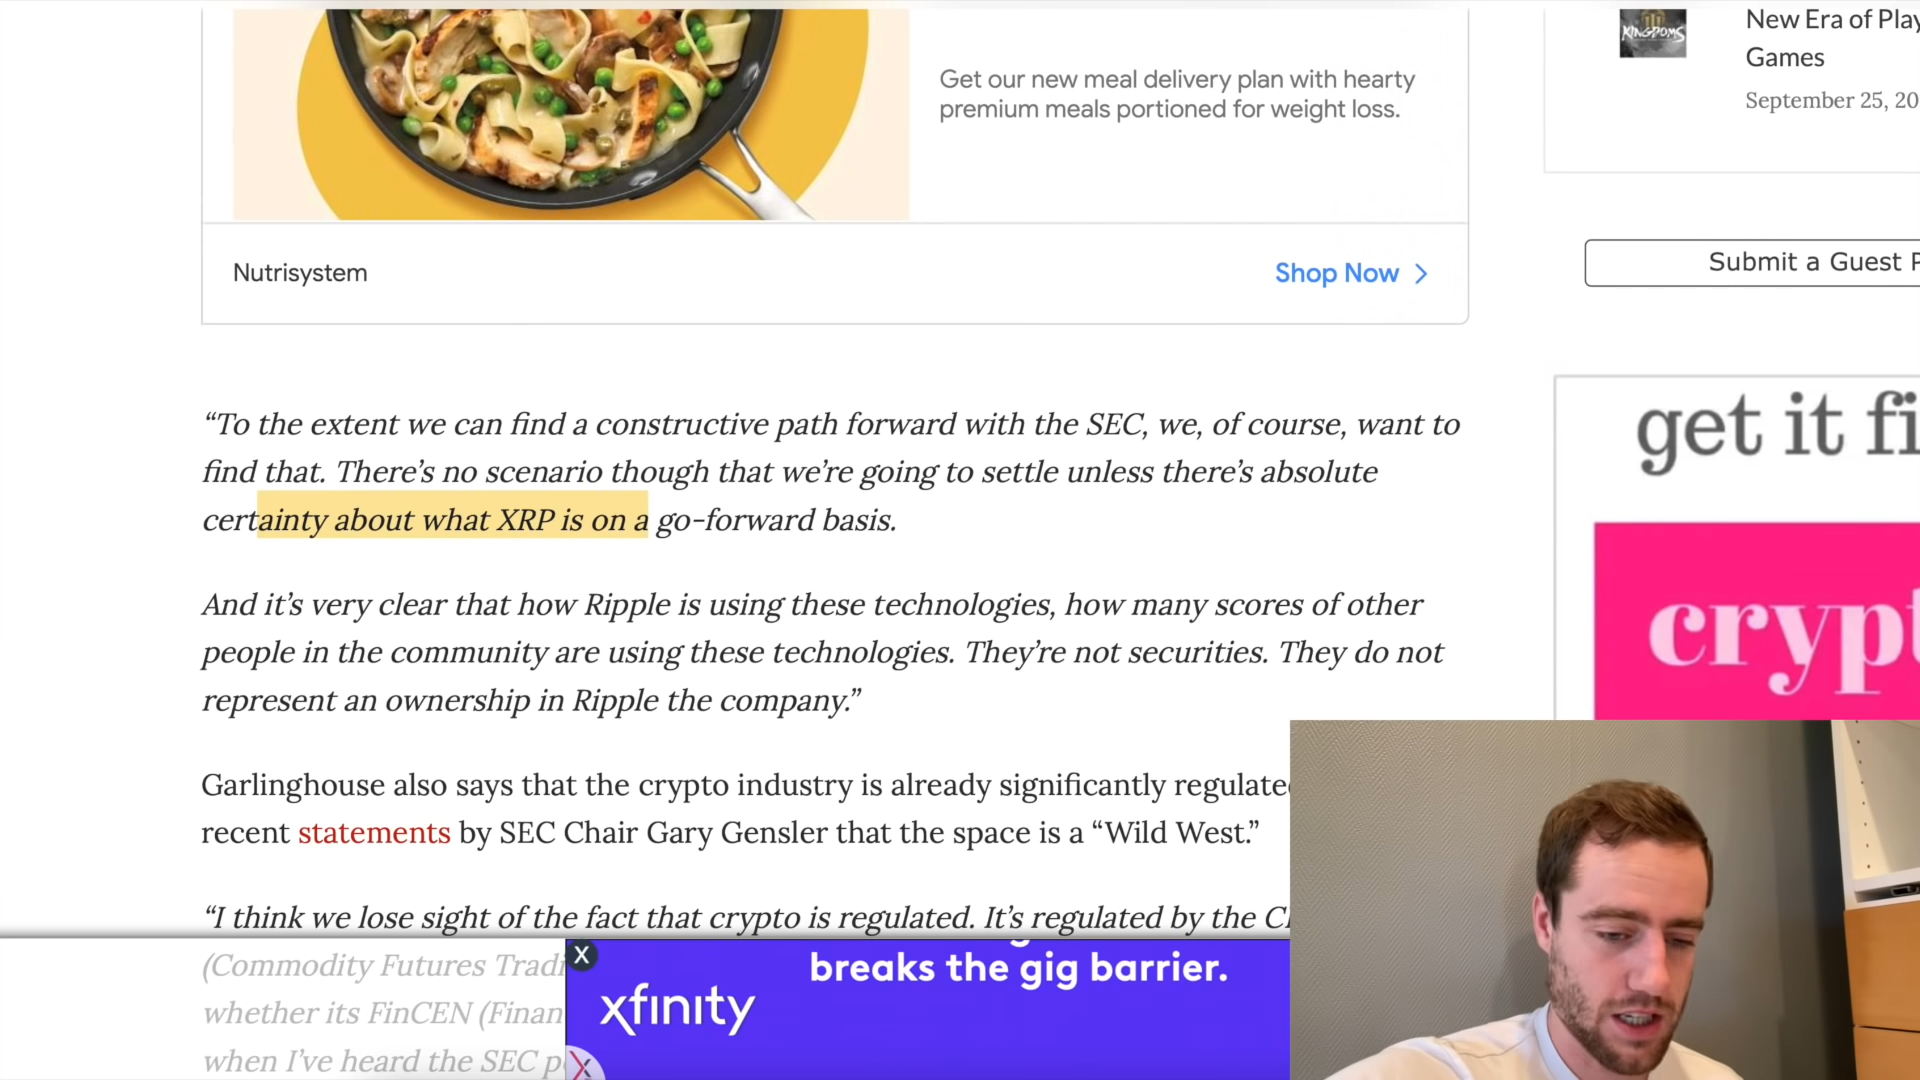 Get our new meal delivery plan with hearty
premium meals portioned for weight loss.
Nutrisystem
Shop Now
“To the extent we can find a constructive path forward with the SEC, we, of course, want to
find that. There’s no scenario though that we’re going to settle unless there’s absolute
certainty about what XRP is on a go-forward basis.
And it’s very clear that how Ripple is using these technologies, how many scores of other
people in the community are using these technologies. They’re not securities. They do not
represent an ownership in Ripple the company.”
Garlinghouse also says that the crypto industry is already significantly regulate
recent statements by SEC Chair Gary Gensler that the space is a “Wild West.”
“I think we lose sight of the fact that crypto is regulated. It’s regulated by the
(Commodity Futures Trad
whether its FinCEN (Finan
when I’ve heard the SEC p
X
xfinity
breaks the gig barrier.
KINGDOMS
New Era of Play
Games
September 25, 20
Submit a Guest
get it fi
crypt